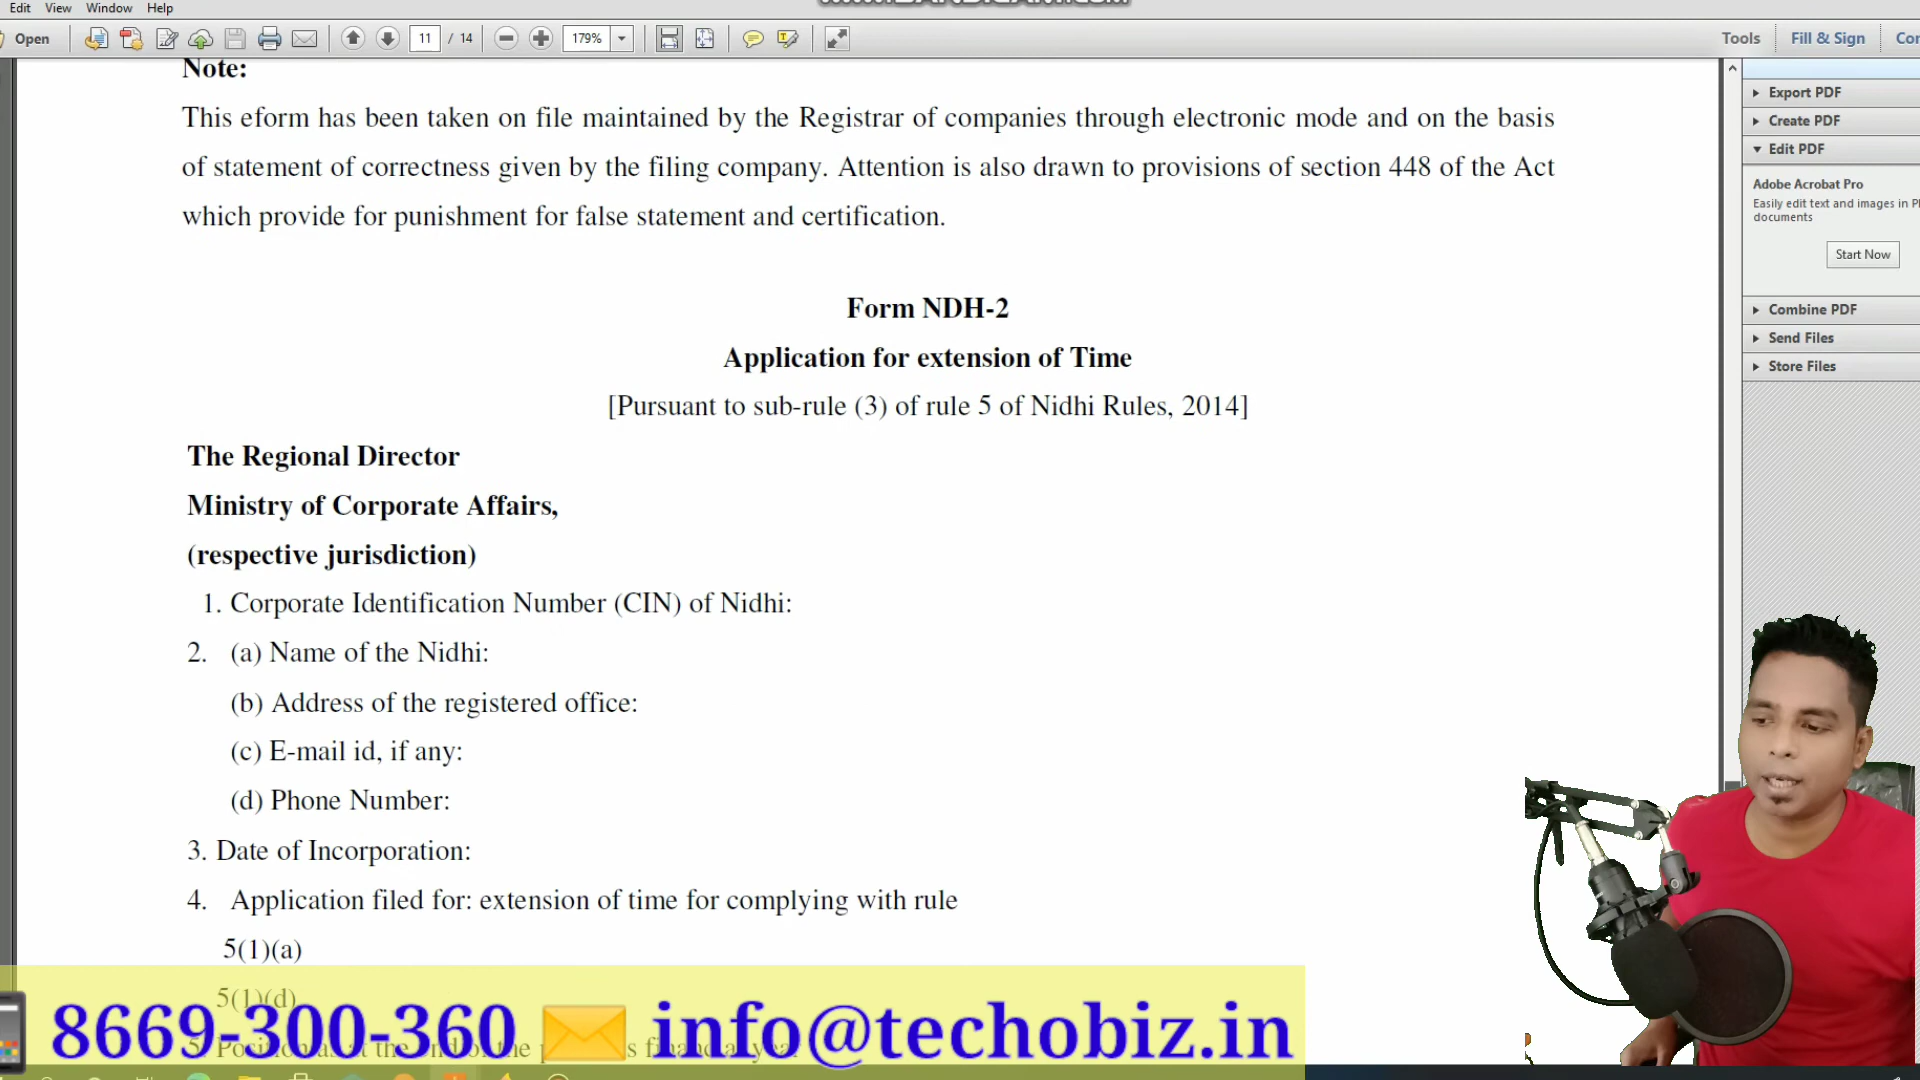 Edit View Window Help
Open 11 / 14 179% Tools Fill & Sign
Note:
This eform has been taken on file maintained by the Registrar of companies through electronic mode and on the basis
of statement of correctness given by the filing company. Attention is also drawn to provisions of section 448 of the Act
which provide for punishment for false statement and certification.
Form NDH-2
Application for extension of Time
[Pursuant to sub-rule (3) of rule 5 of Nidhi Rules, 2014]
The Regional Director
Ministry of Corporate Affairs,
(respective jurisdiction)
1. Corporate Identification Number (CIN) of Nidhi:
2. (a) Name of the Nidhi:
(b) Address of the registered office:
(c) E-mail id, if any:
(d) Phone Number:
3. Date of Incorporation:
4. Application filed for: extension of time for complying with rule
5(1)(a)
5(1)(d)
8669-300-360 info@techobiz.in
Export PDF
Create PDF
Edit PDF
Adobe Acrobat Pro
Easily edit text and images in
documents
Start Now
Combine PDF
Send Files
Store Files